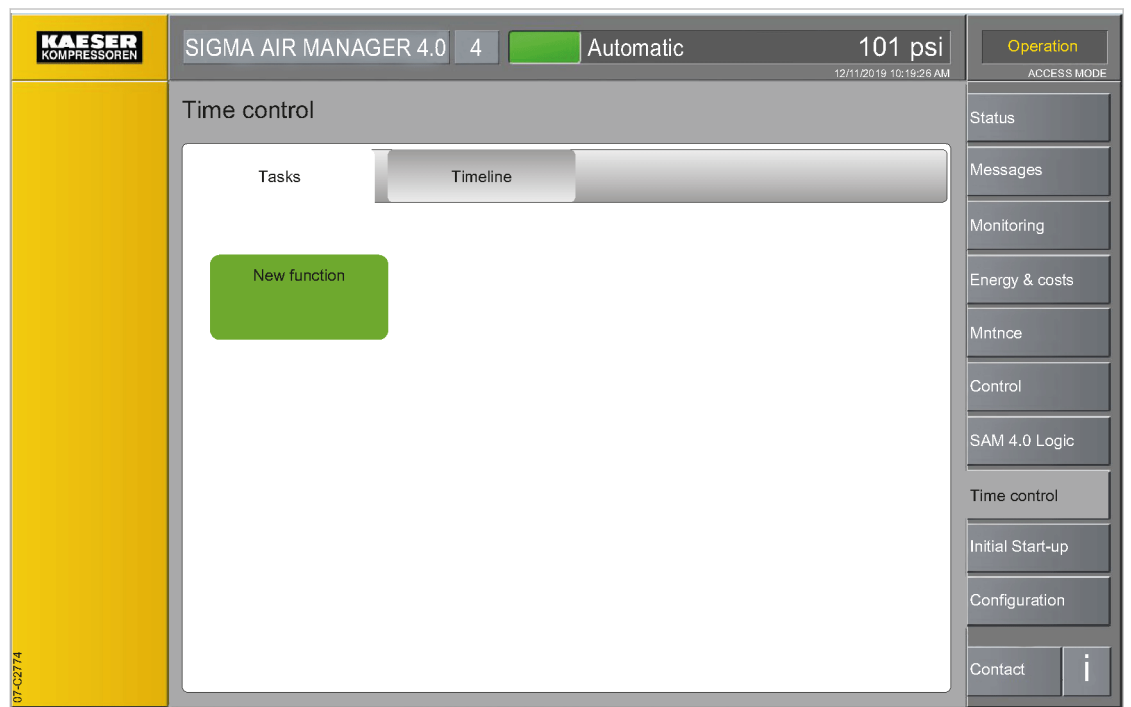 KAESER
KOMPRESSOREN
SIGMA AIR MANAGER 4.0 4 Automatic 101 psi
12/11/2019 10:19:26 AM
Operation
ACCESS MODE
Time control
Tasks Timeline
New function
Status
Messages
Monitoring
Energy & costs
Mntnce
Control
SAM 4.0 Logic
Time control
Initial Start-up
Configuration
Contact i
07-C2774